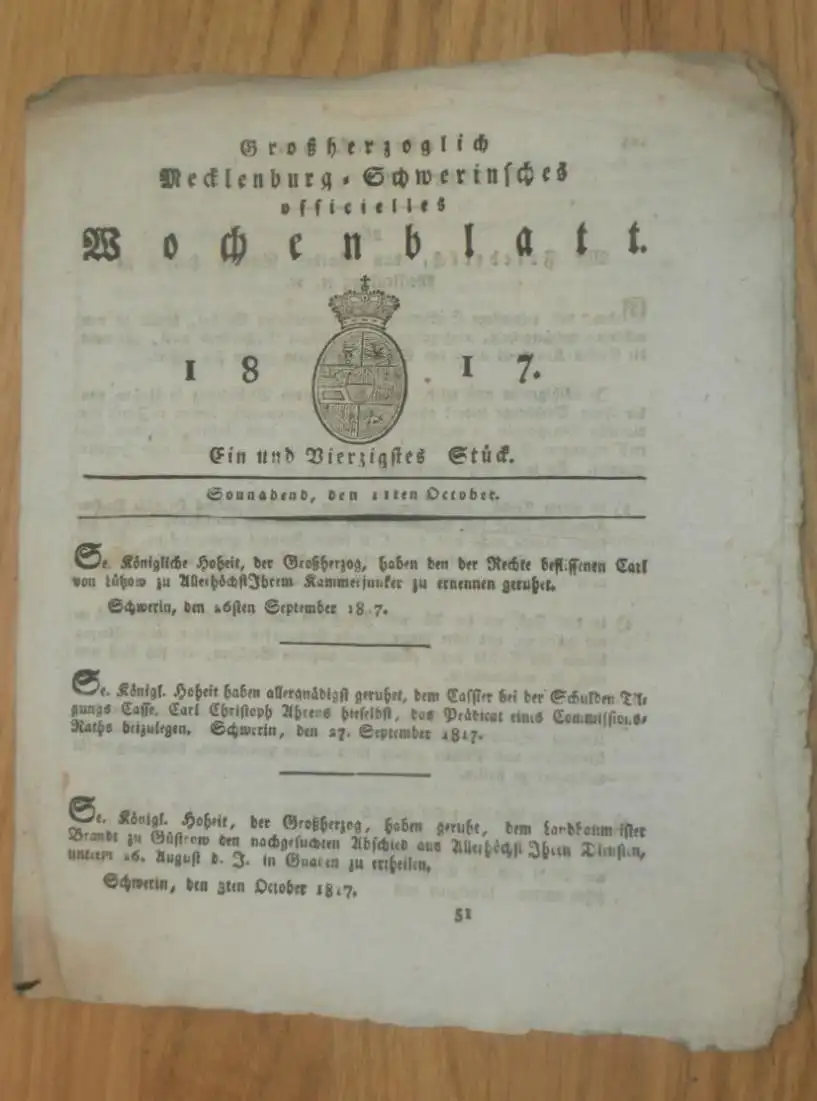 Großherzoglich
Mecklenburg-Schwerinsches
officielles
Wochenblatt.
1817.
Ein und Vierzigstes Stück.
Sonnabend, den 11ten October.
Se. Königliche Hoheit, der Großherzog, haben den der Rechte beflissenen Carl
von Lützow zu AllerhöchstIhrem Kammerjunker zu ernennen geruhet.
Schwerin, den 26sten September 1817.
Se. Königl. Hoheit haben allergnädigst geruhet, dem Cassier bei der Schulden Til-
gungs Casse, Carl Christoph Ahrens hieselbst, das Prädicat eines Commissions-
Raths beizulegen. Schwerin, den 27. September 1817.
Se. Königl. Hoheit, der Großherzog, haben geruht, dem Landbaumeister
Brandt zu Güstrow den nachgesuchten Abschied aus Allerhöchst Ihren Diensten,
unterm 26. August d. J. in Gnaden zu ertheilen.
Schwerin, den 3ten October 1817.
51